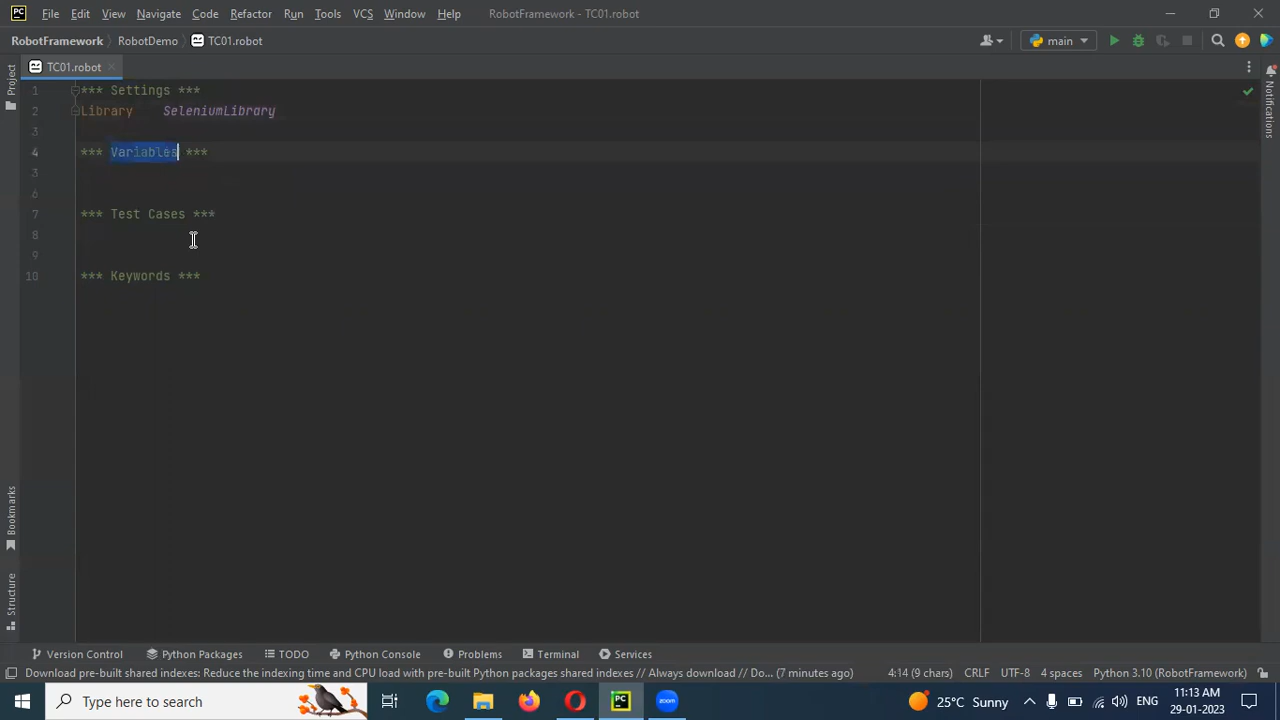 PC File Edit View Navigate Code Refactor Run Tools VCS Window Help RobotFramework - TC01.robot
RobotFramework RobotDemo TC01.robot main
Project
TC01.robot
Notifications
1 *** Settings ***
2 Library SeleniumLibrary
3
4 *** Variables ***
5
6
7 *** Test Cases ***
8
9
10 *** Keywords ***
Bookmarks
Structure
Version Control Python Packages TODO Python Console Problems Terminal Services
Download pre-built shared indexes: Reduce the indexing time and CPU load with pre-built Python packages shared indexes // Always download // Do... (7 minutes ago) 4:14 (9 chars) CRLF UTF-8 4 spaces Python 3.10 (RobotFramework)
Type here to search PC zoom 25°C Sunny ENG 11:13 AM
29-01-2023